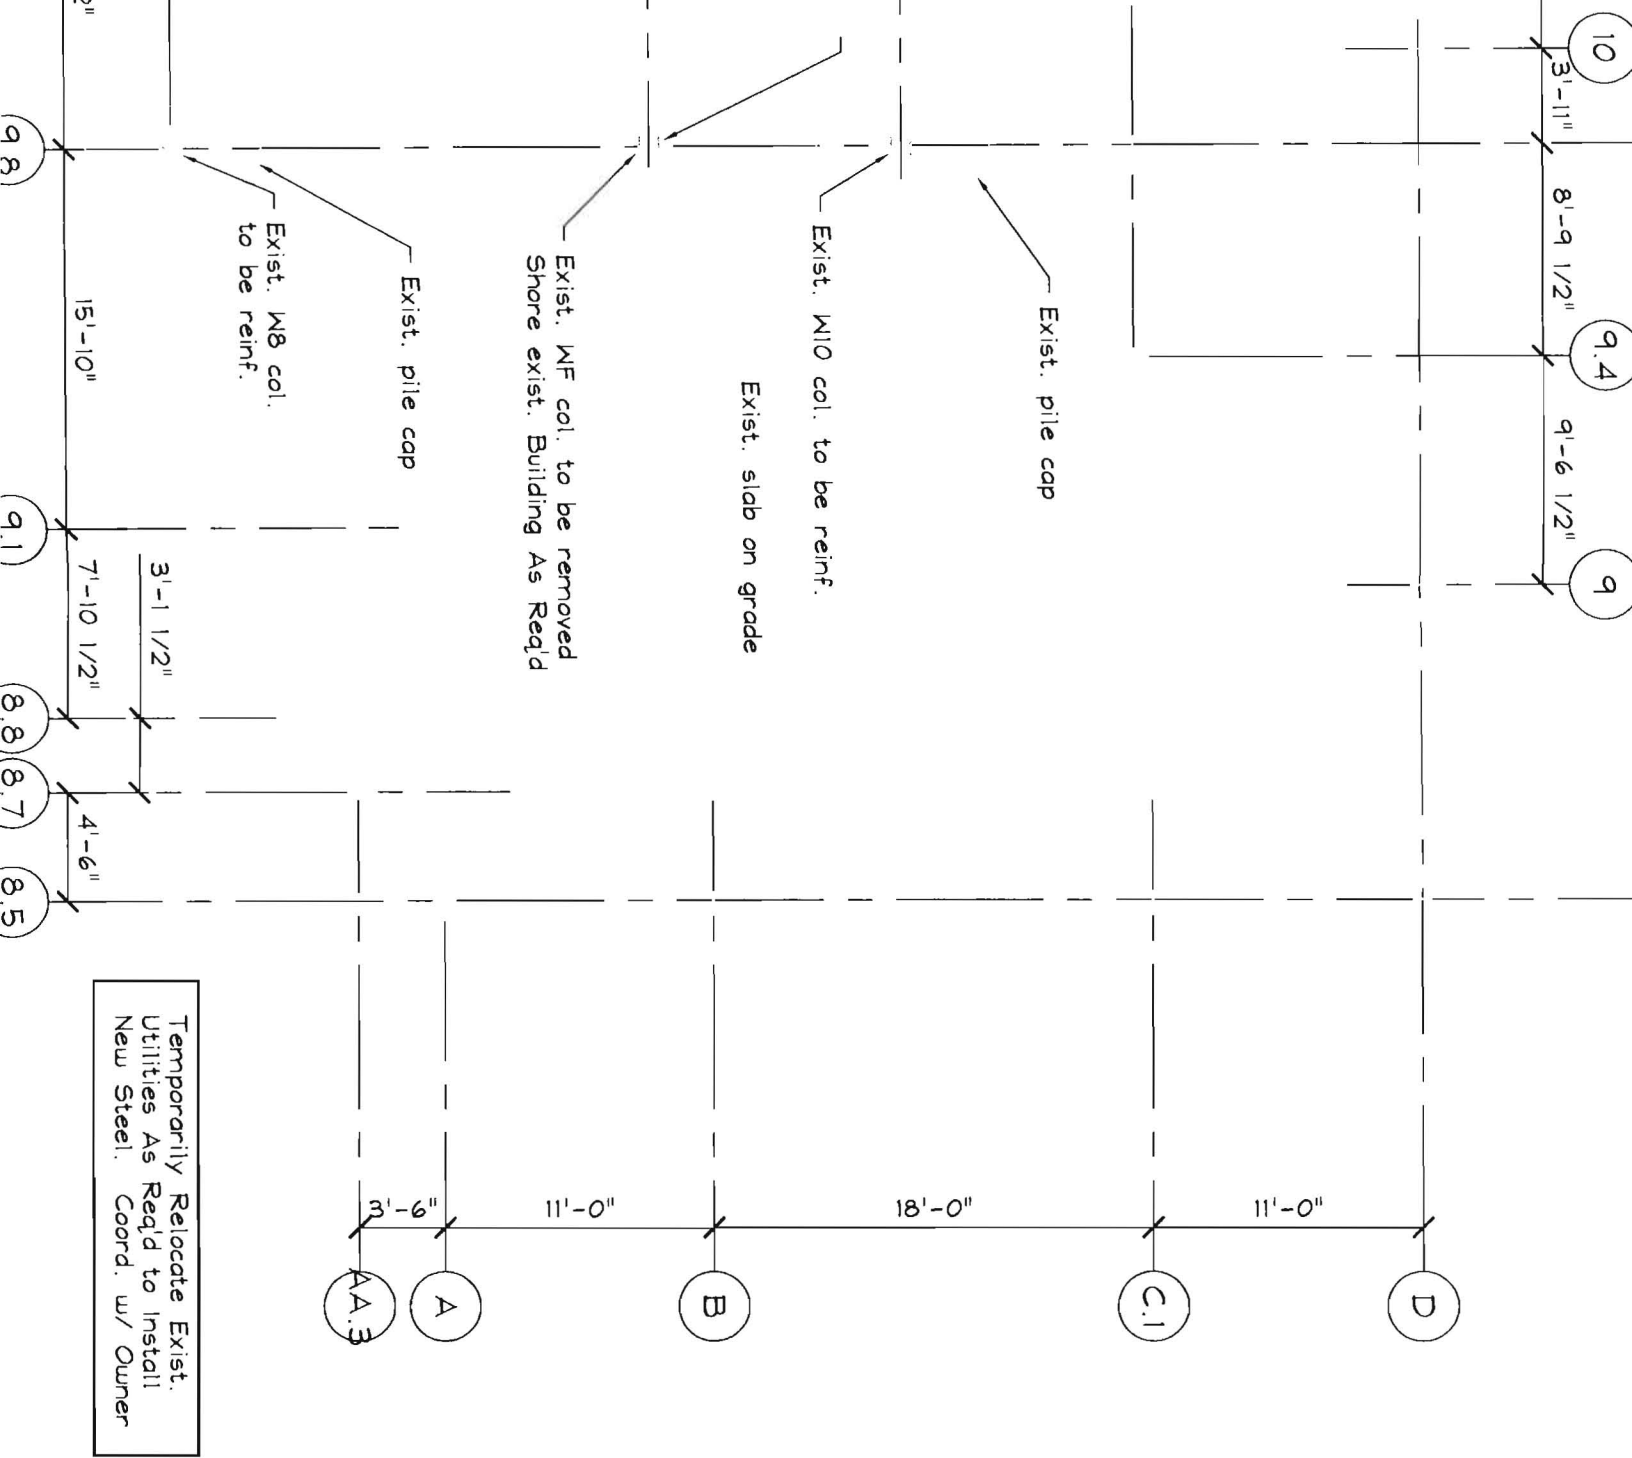 10
3'-11"
8'-9 1/2"
9.4
9'-6 1/2"
9
Exist. pile cap
Exist. W10 col. to be reinf.
Exist. slab on grade
Exist. WF col. to be removed
Shore exist. Building As Req'd
Exist. pile cap
Exist. W8 col.
to be reinf.
9.8
15'-10"
9.1
7'-10 1/2"
3'-1 1/2"
8.8
8.7
4'-6"
8.5
3'-6"
11'-0"
18'-0"
11'-0"
AA.3
A
B
C.1
D
Temporarily Relocate Exist.
Utilities As Req'd to Install
New Steel. Coord. w/ Owner